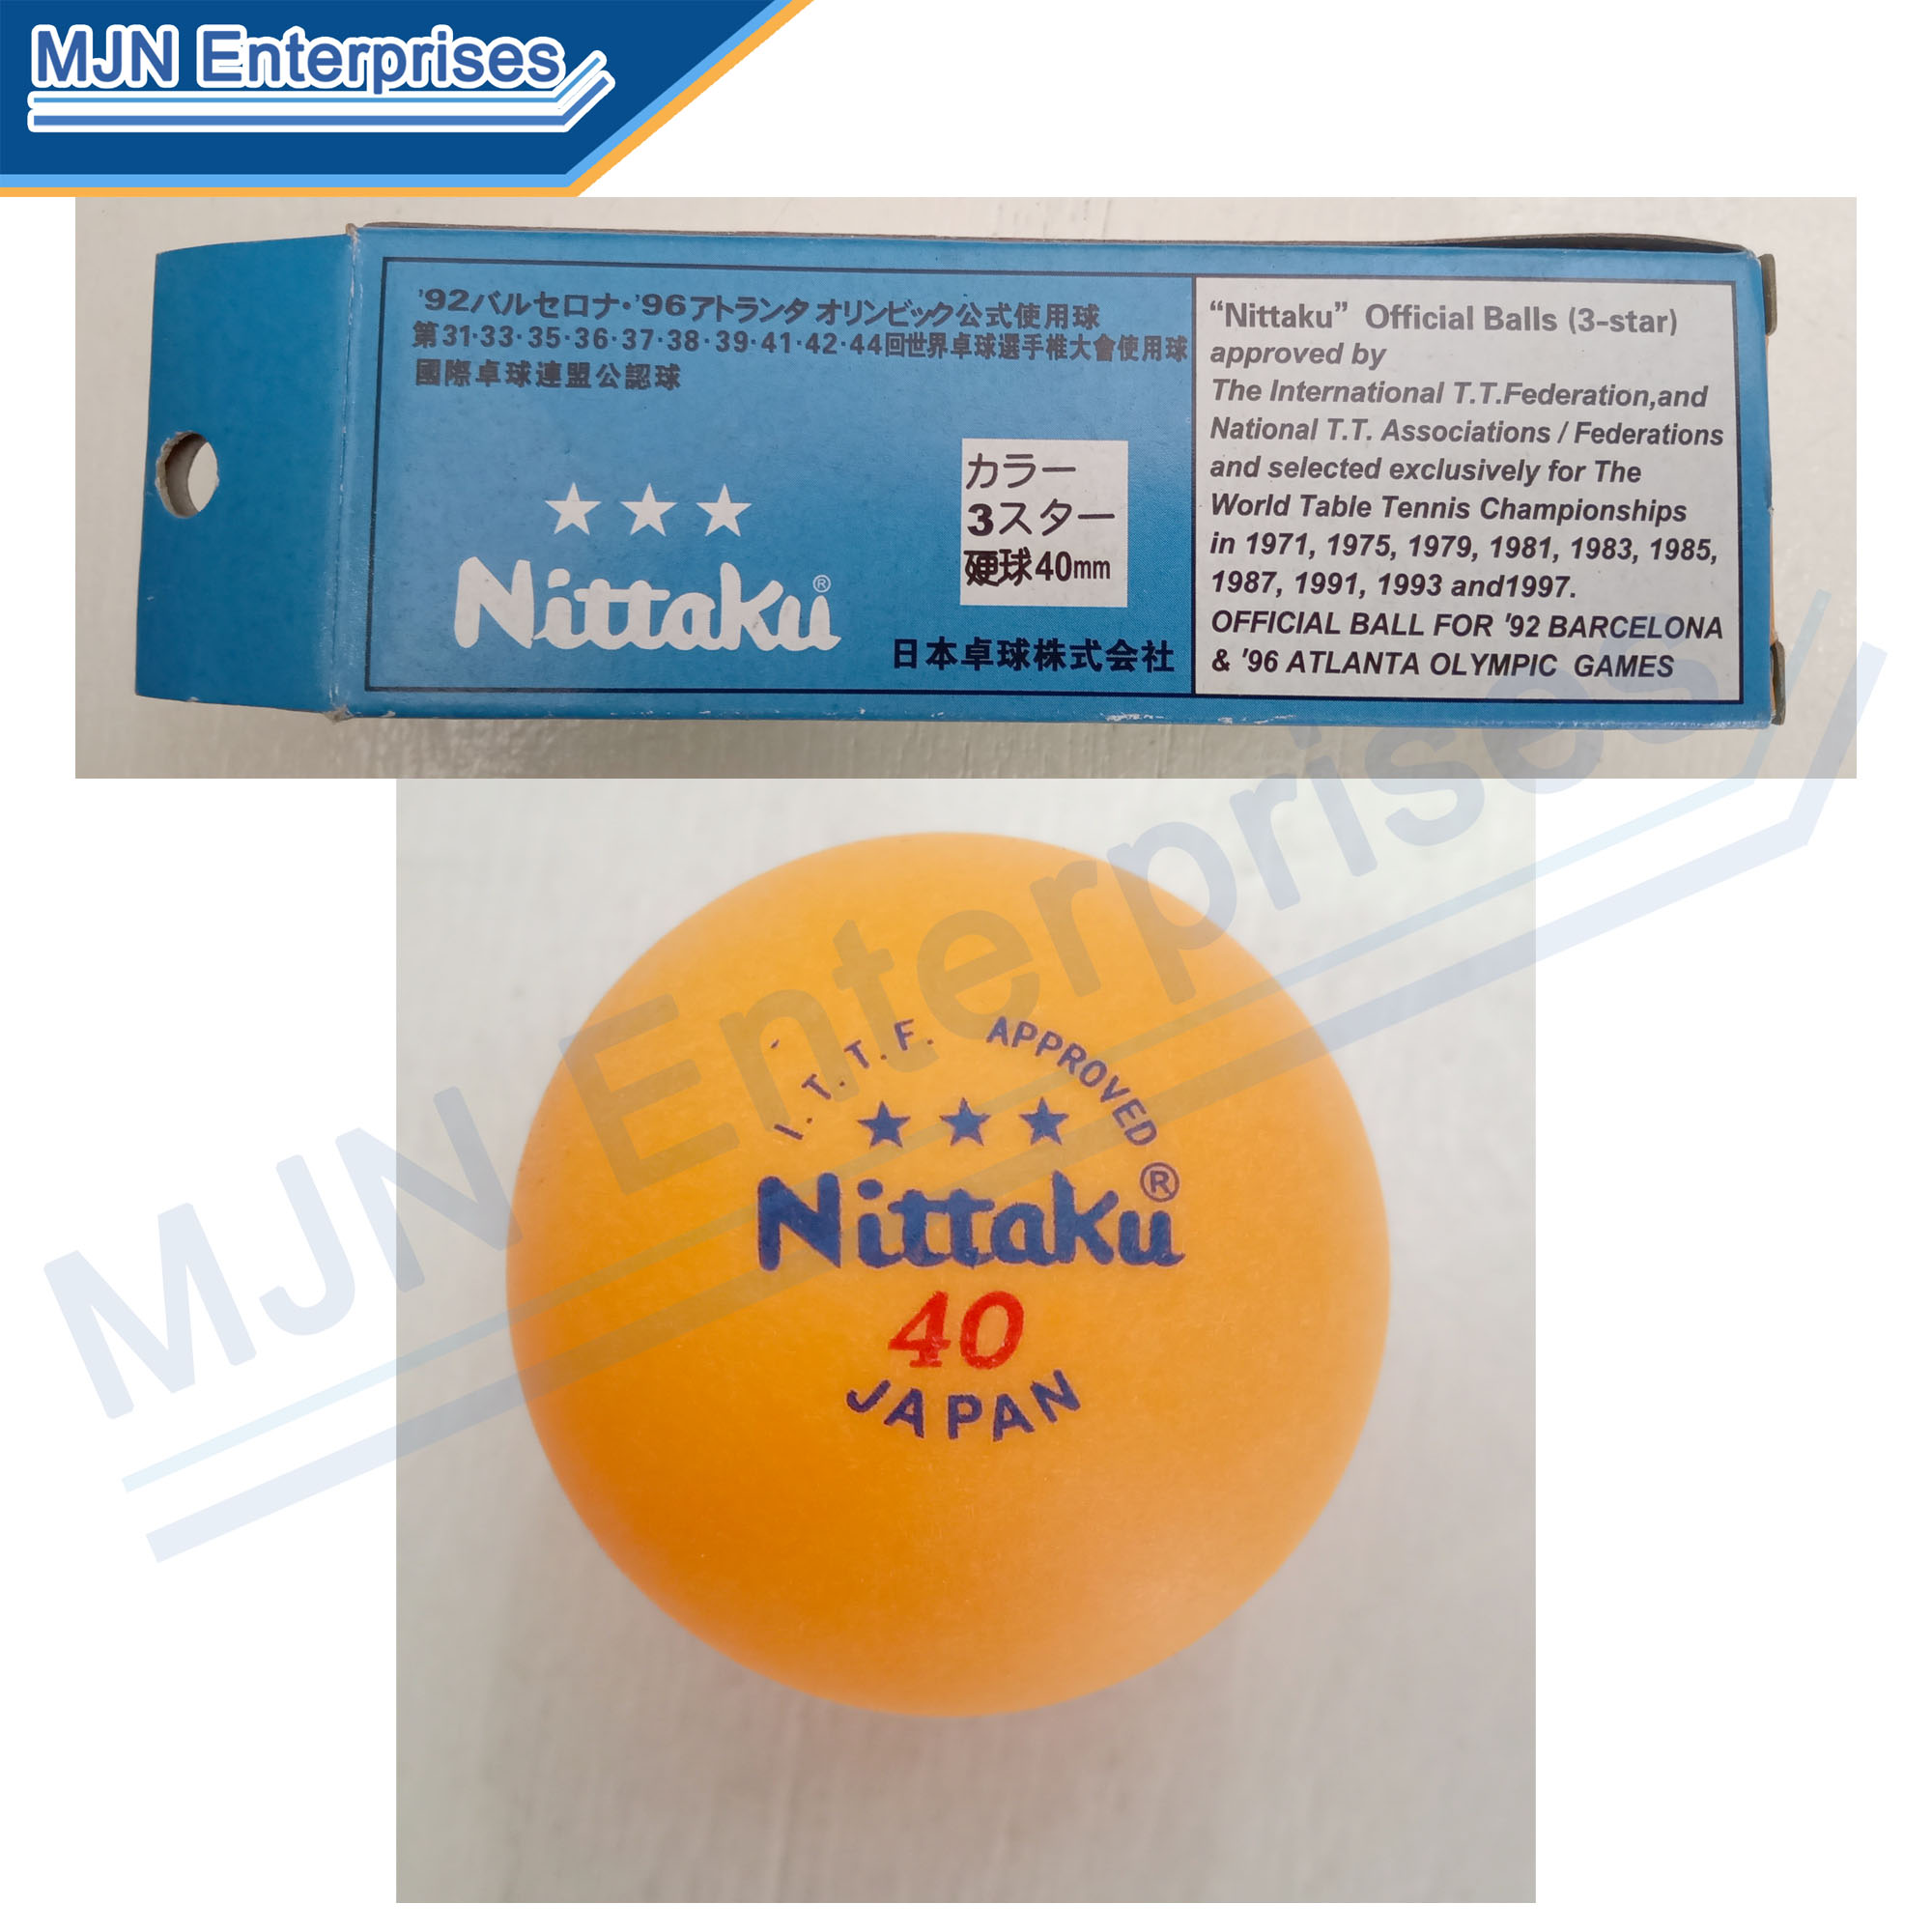 MJN Enterprises
'92バルセロナ・'96アトランタ オリンピック公式使用球
第31·33·35·36·37·38·39·41·42·44回世界卓球選手権大會使用球
國際卓球連盟公認球
Nittaku®
カラー
3スター
硬球40mm
日本卓球株式会社
“Nittaku” Official Balls (3-star)
approved by
The International T.T.Federation,and
National T.T. Associations / Federations
and selected exclusively for The
World Table Tennis Championships
in 1971, 1975, 1979, 1981, 1983, 1985,
1987, 1991, 1993 and1997.
OFFICIAL BALL FOR '92 BARCELONA
& '96 ATLANTA OLYMPIC GAMES
I.T.T.F. APPROVED
Nittaku®
40
JAPAN
MJN Enterprises